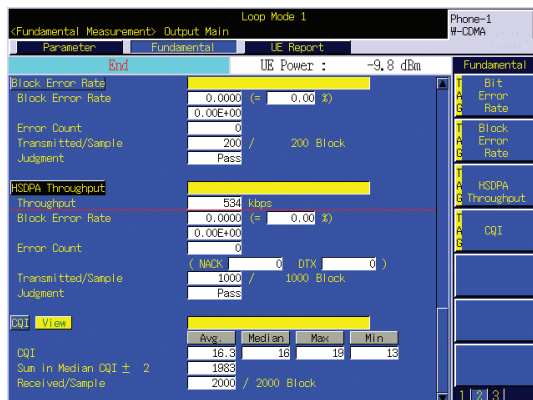 Loop Mode 1
Phone-1
<Fundamental Measurement> Output Main
W-CDMA
Parameter Fundamental UE Report
End UE Power : -9.8 dBm Fundamental
Block Error Rate
Block Error Rate 0.0000 (= 0.00 %)
0.00E+00
Error Count 0
Transmitted/Sample 200 / 200 Block
Judgment Pass
HSDPA Throughput
Throughput 534 kbps
Block Error Rate 0.0000 (= 0.00 %)
0.00E+00
Error Count 0
( NACK 0 DTX 0 )
Transmitted/Sample 1000 / 1000 Block
Judgment Pass
CQI View
Avg. Median Max Min
CQI 16.3 16 19 13
Sum in Median CQI ± 2 1983
Received/Sample 2000 / 2000 Block
TAG Bit Error Rate
TAG Block Error Rate
TAG HSDPA Throughput
TAG CQI
1 2 3